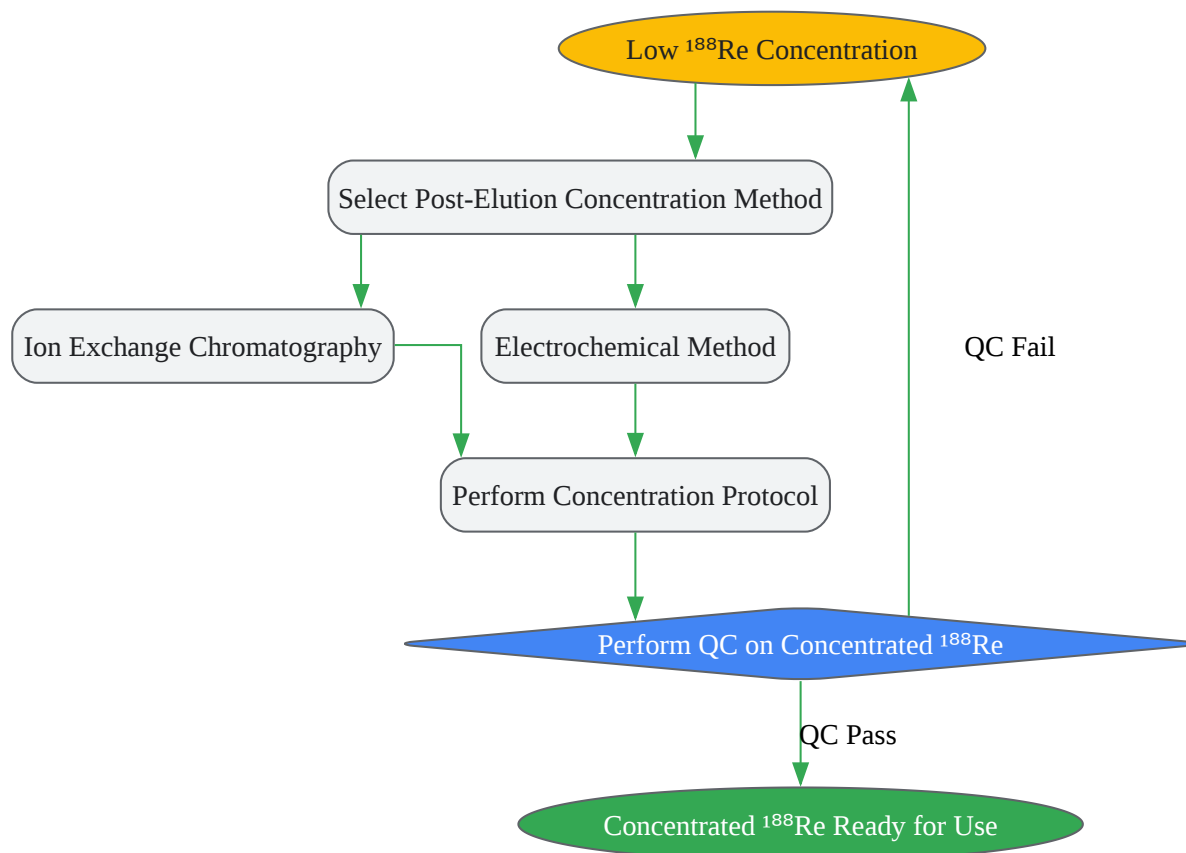 Low ¹⁸⁸Re Concentration
Select Post-Elution Concentration Method
Ion Exchange Chromatography
Electrochemical Method
QC Fail
Perform Concentration Protocol
Perform QC on Concentrated ¹⁸⁸Re
QC Pass
Concentrated ¹⁸⁸Re Ready for Use